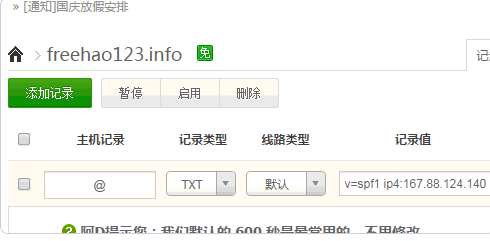 » [通知]国庆放假安排
freehao123.info 免 记
添加记录 暂停 启用 删除
主机记录 记录类型 线路类型 记录值
@ TXT 默认 v=spf1 ip4:167.88.124.140
? 阿D提示您：我们默认的 600 秒是最常用的，不用修改